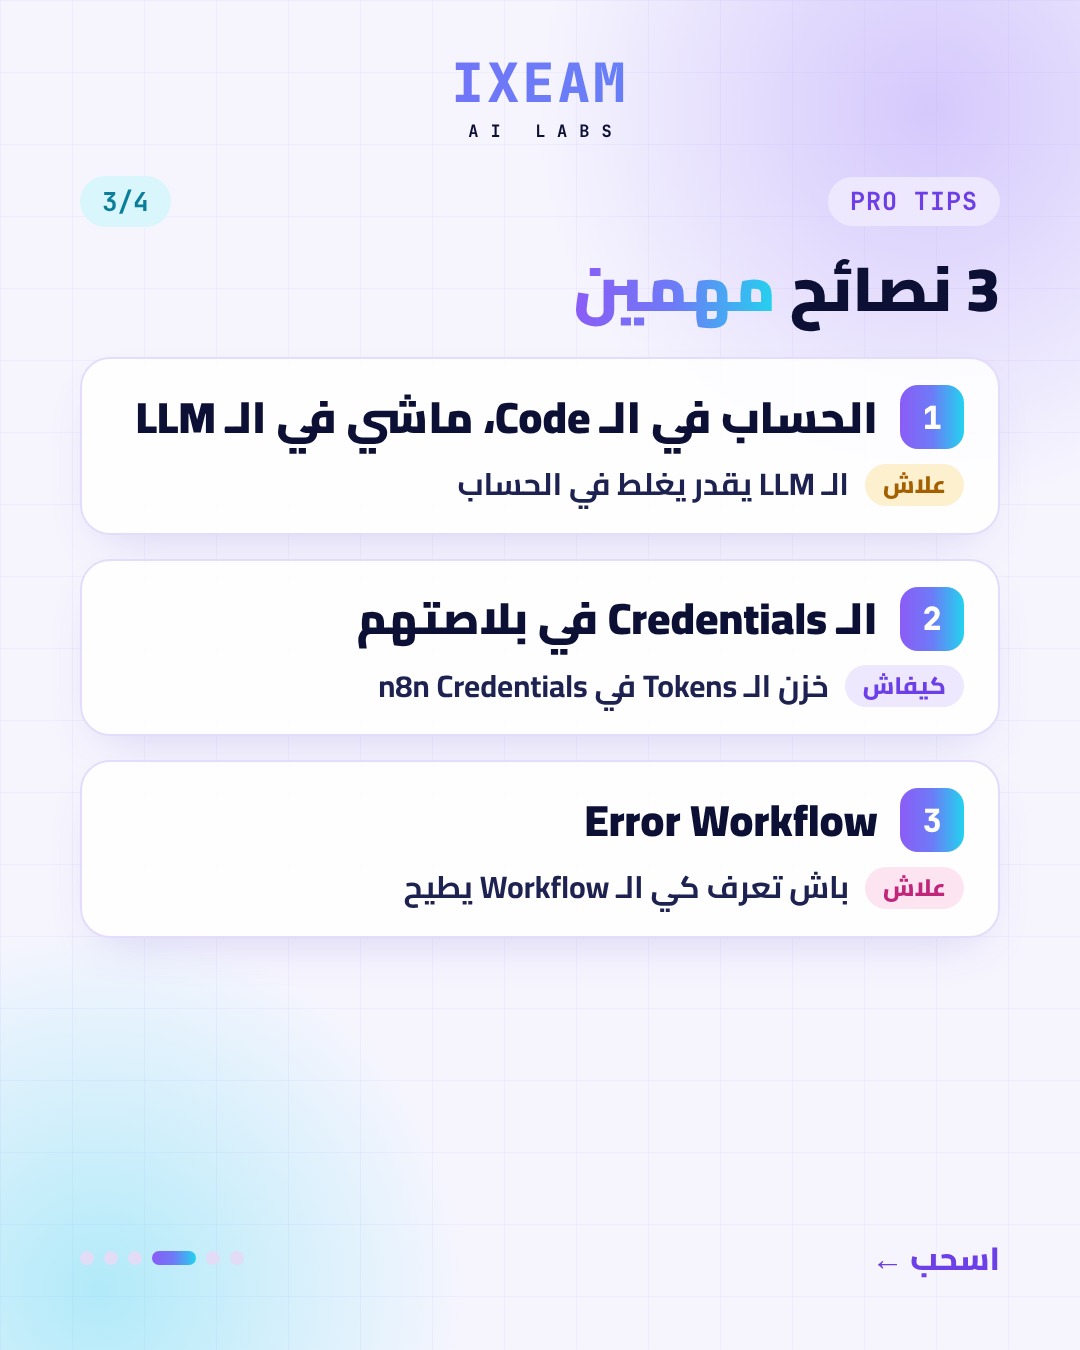 IXEAM
AI LABS
PRO TIPS
3/4
3 نصائح مهمين
1
الحساب في الـ Code، ماشي في الـ LLM
علاش
الـ LLM يقدر يغلط في الحساب
2
الـ Credentials في بلاصتهم
كيفاش
خزن الـ Tokens في n8n Credentials
3
Error Workflow
علاش
باش تعرف كي الـ Workflow يطيح
اسحب ←